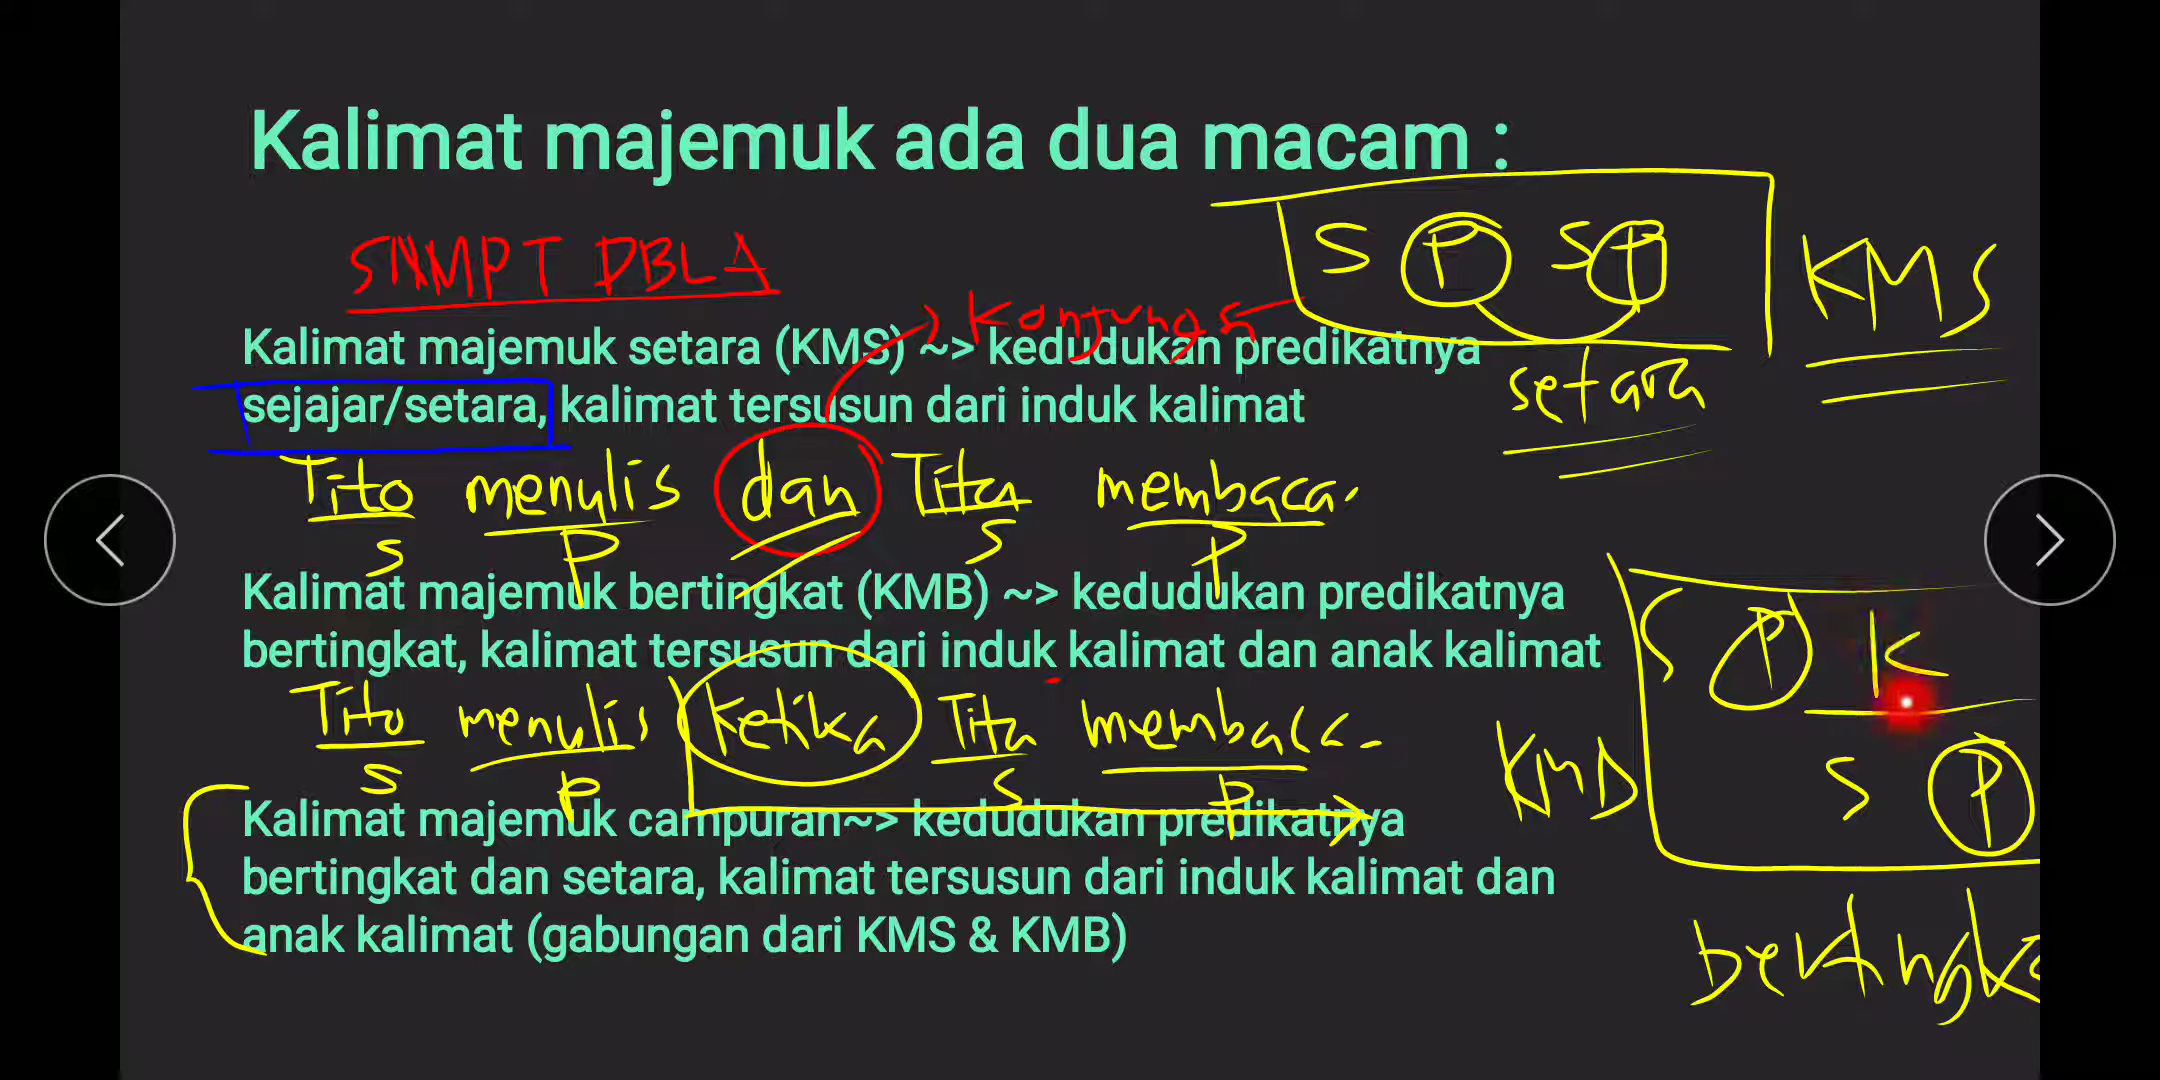 Kalimat majemuk ada dua macam :
SNMPT DBLA
S P S P KMS
Konjungsi
Kalimat majemuk setara (KMS) ~> kedudukan predikatnya
sejajar/setara, kalimat tersusun dari induk kalimat
setara
Tito menulis dan Tita membaca.
S P S P
Kalimat majemuk bertingkat (KMB) ~> kedudukan predikatnya
bertingkat, kalimat tersusun dari induk kalimat dan anak kalimat
S P K
Tito menulis ketika Tita membaca.
S P S P
KMB
S P
Kalimat majemuk campuran~> kedudukan predikatnya
bertingkat dan setara, kalimat tersusun dari induk kalimat dan
anak kalimat (gabungan dari KMS & KMB)